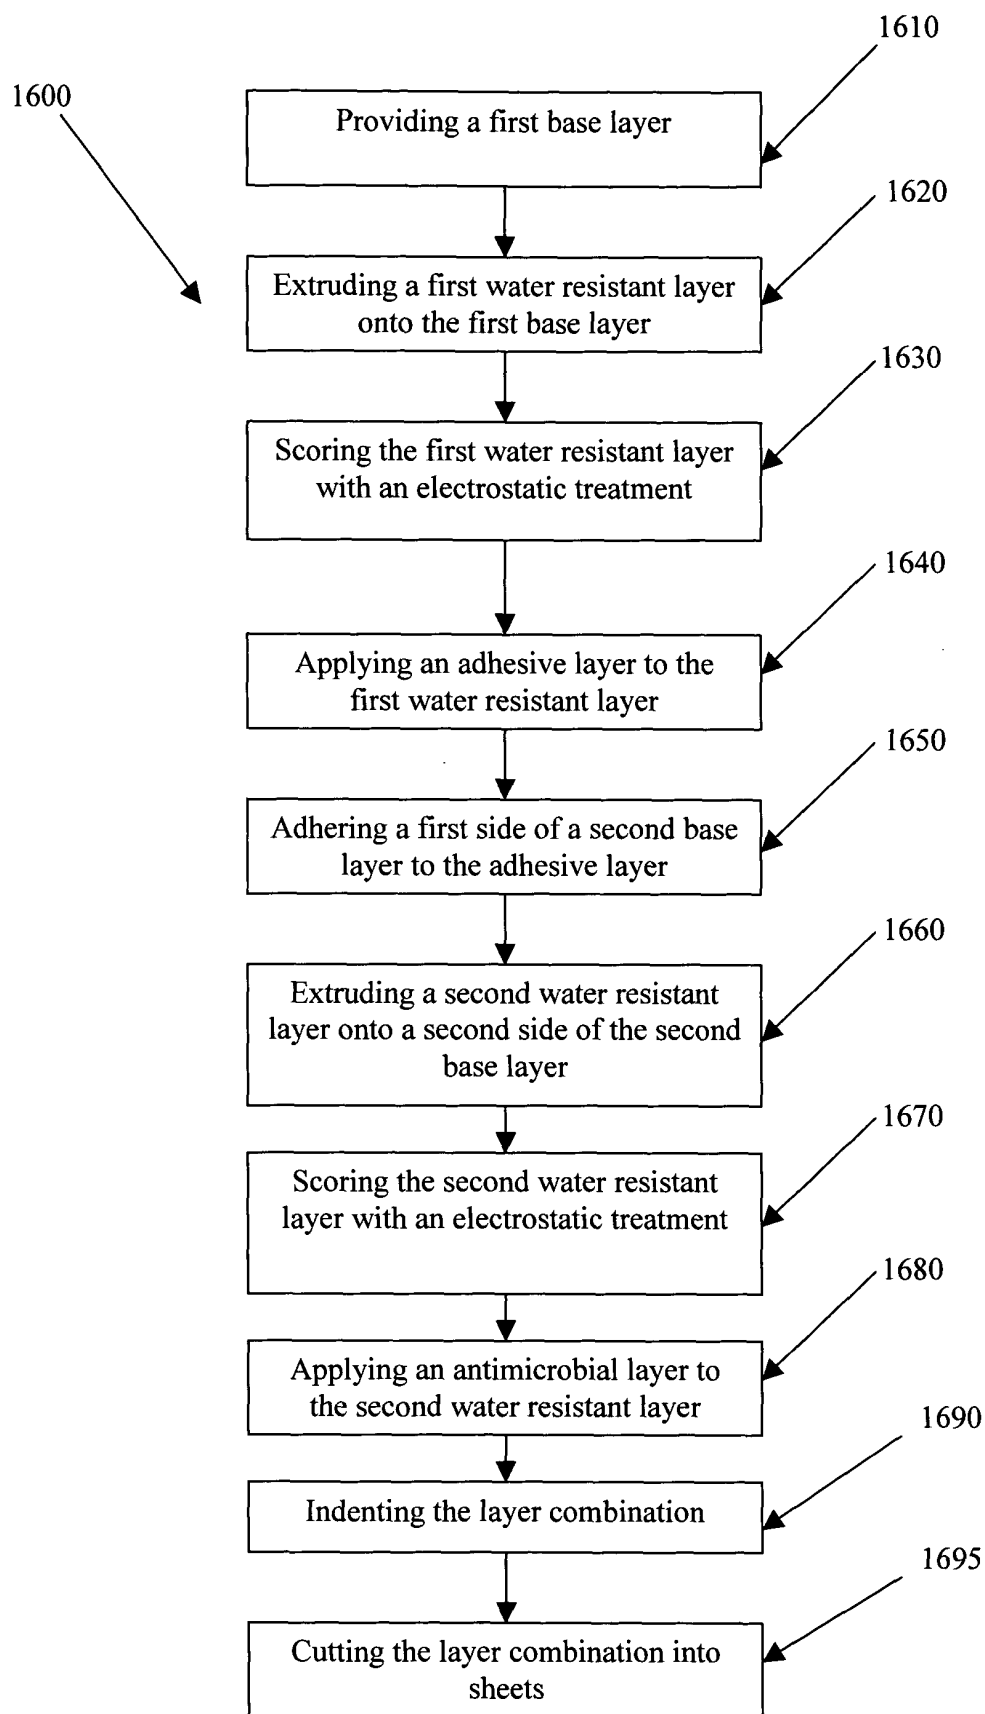 1610
1600
Providing a first base layer
1620
Extruding a first water resistant layer
onto the first base layer
1630
Scoring the first water resistant layer
with an electrostatic treatment
1640
Applying an adhesive layer to the
first water resistant layer
1650
Adhering a first side of a second base
layer to the adhesive layer
1660
Extruding a second water resistant
layer onto a second side of the second
base layer
1670
Scoring the second water resistant
layer with an electrostatic treatment
1680
Applying an antimicrobial layer to
the second water resistant layer
1690
Indenting the layer combination
1695
Cutting the layer combination into
sheets